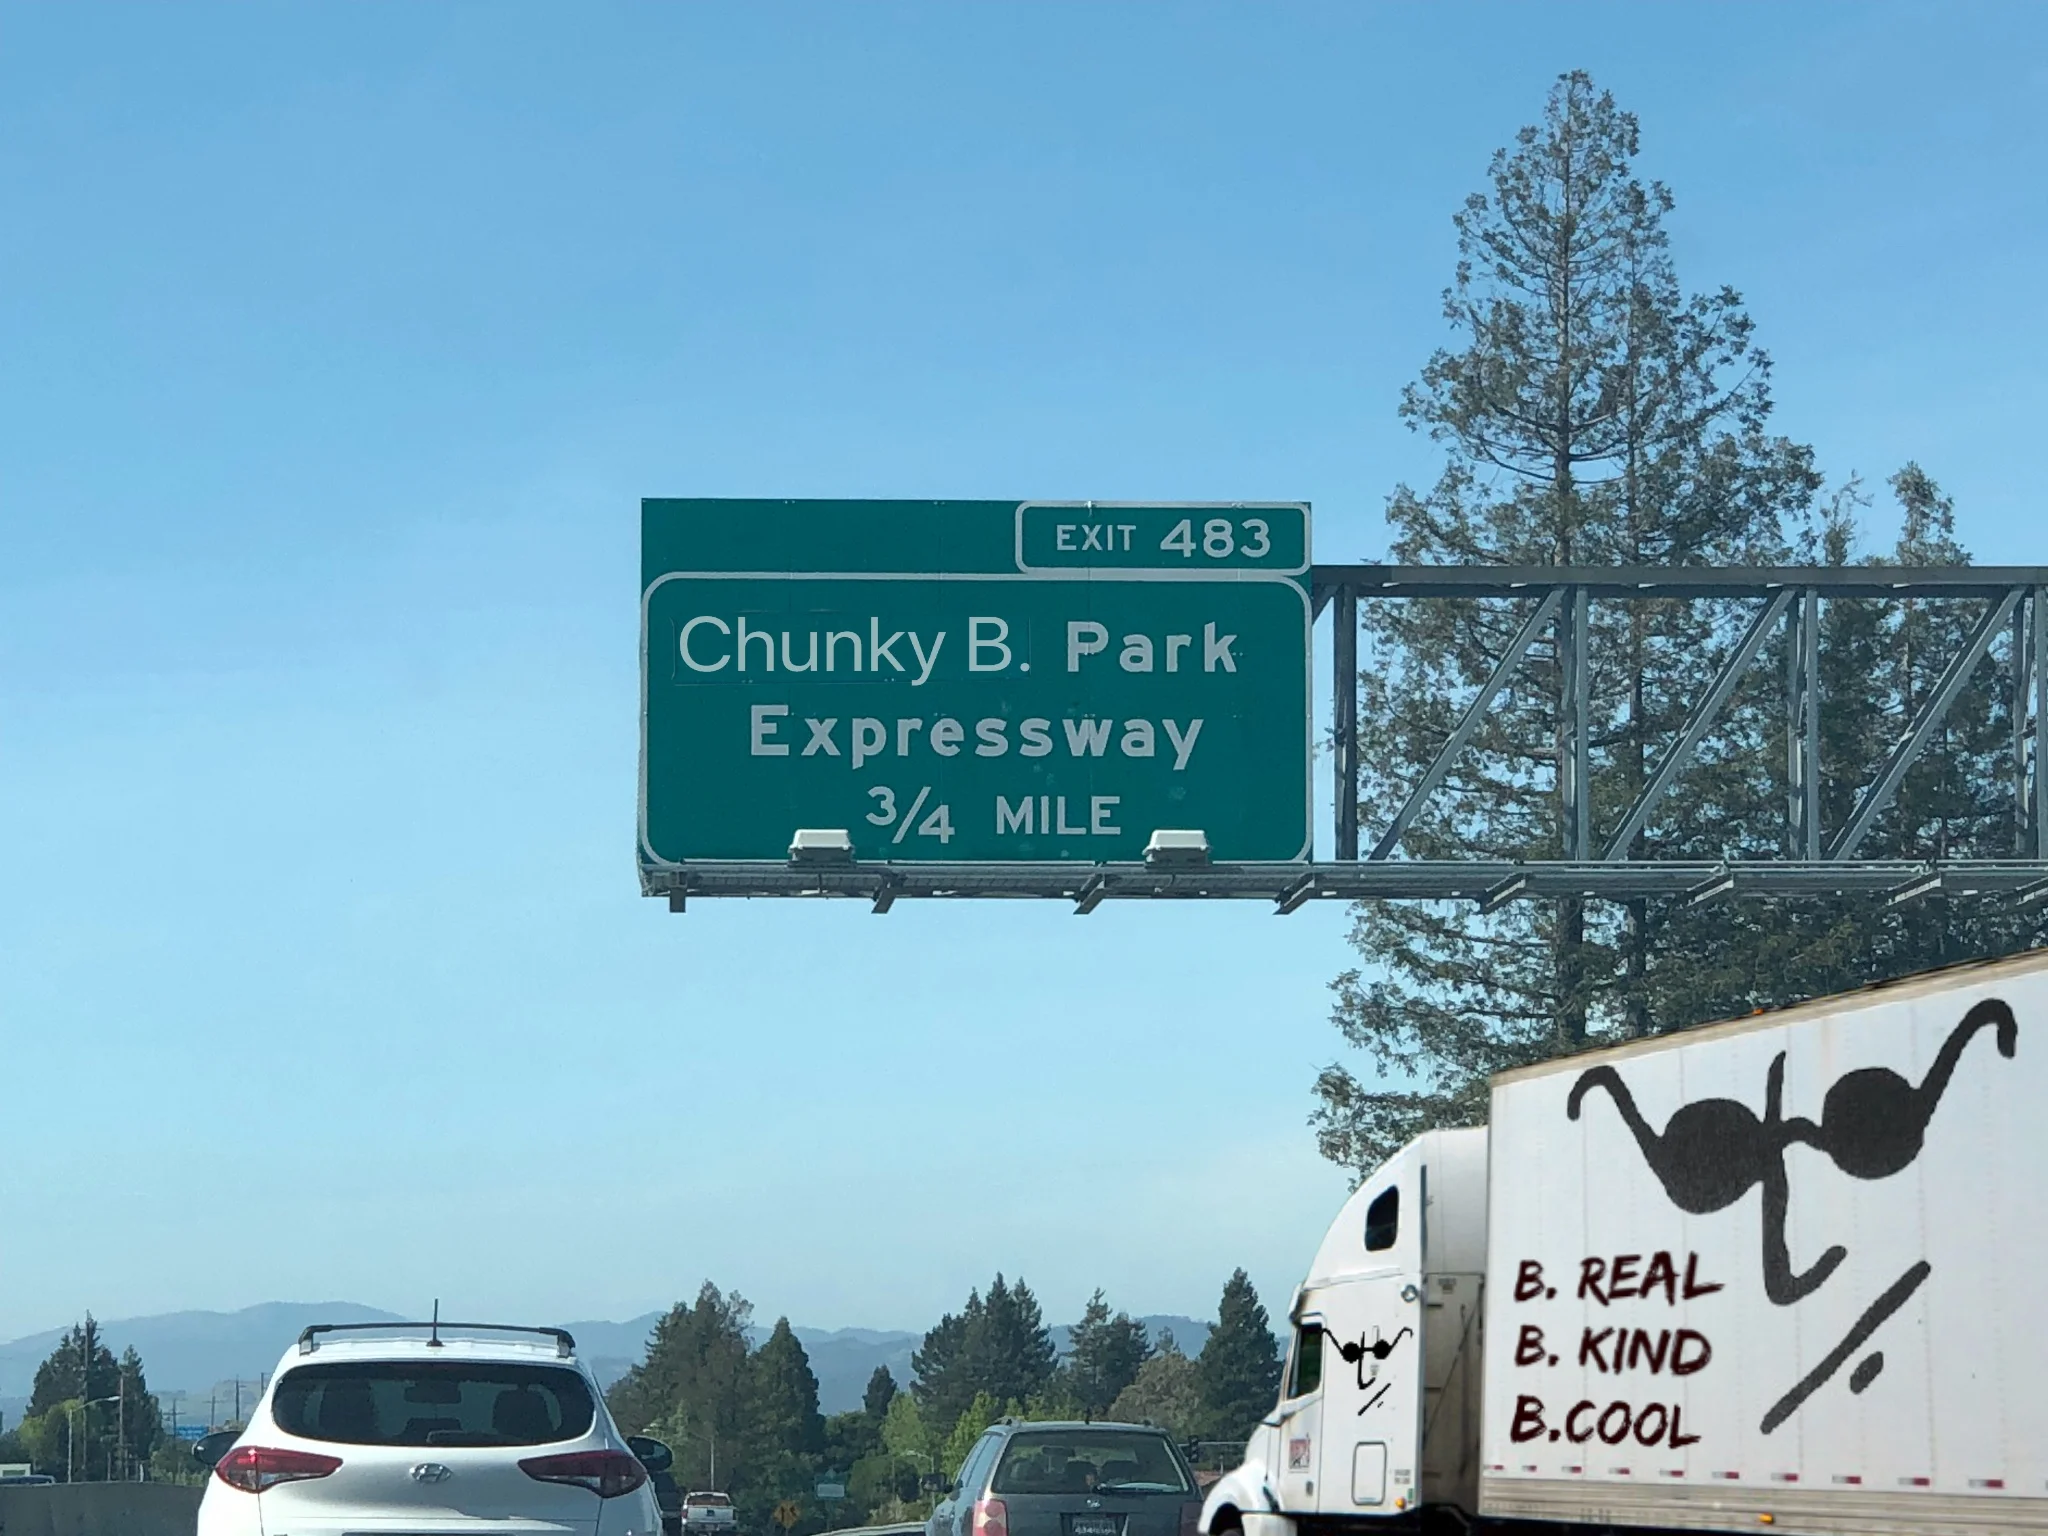 EXIT 483
Chunky B. Park
Expressway
3/4 MILE
B. REAL
B. KIND
B.COOL